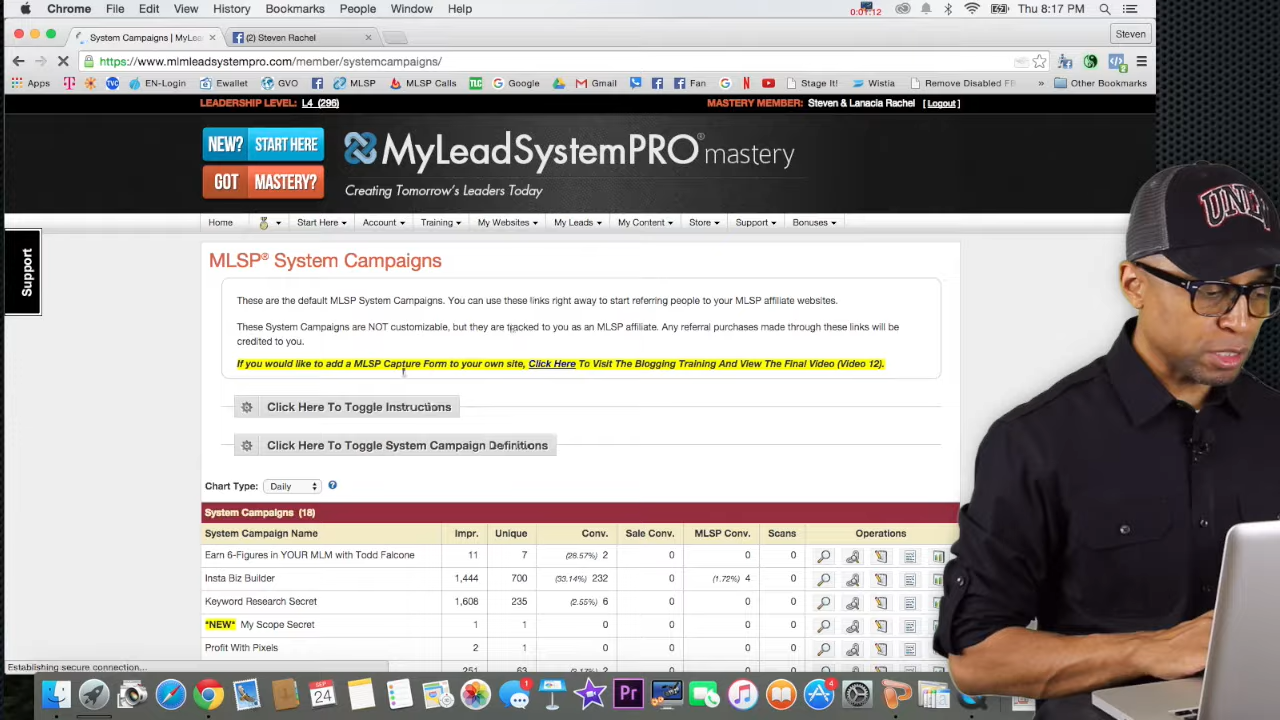 Chrome File Edit View History Bookmarks People Window Help 0:01:12 Thu 8:17 PM
System Campaigns | MyLea (2) Steven Rachel Steven
https://www.mlmleadsystempro.com/member/systemcampaigns/
Apps EN-Login Ewallet GVO MLSP MLSP Calls Google Gmail Fan Stage It! Wistia Remove Disabled FB... » Other Bookmarks
LEADERSHIP LEVEL: L4 (296) MASTERY MEMBER: Steven & Lanacia Rachel [ Logout ]
NEW? START HERE
GOT MASTERY?
MyLeadSystemPRO® mastery
Creating Tomorrow's Leaders Today
Home Start Here Account Training My Websites My Leads My Content Store Support Bonuses
Support
MLSP® System Campaigns
These are the default MLSP System Campaigns. You can use these links right away to start referring people to your MLSP affiliate websites.
These System Campaigns are NOT customizable, but they are tracked to you as an MLSP affiliate. Any referral purchases made through these links will be
credited to you.
If you would like to add a MLSP Capture Form to your own site, Click Here To Visit The Blogging Training And View The Final Video (Video 12).
Click Here To Toggle Instructions
Click Here To Toggle System Campaign Definitions
Chart Type: Daily
System Campaigns (18)
System Campaign Name Impr. Unique Conv. Sale Conv. MLSP Conv. Scans Operations
Earn 6-Figures in YOUR MLM with Todd Falcone 11 7 (28.57%) 2 0 0 0
Insta Biz Builder 1,444 700 (33.14%) 232 0 (1.72%) 4 0
Keyword Research Secret 1,608 235 (2.55%) 6 0 0 0
*NEW* My Scope Secret 1 1 0 0 0 0
Profit With Pixels 2 1 0 0 0 0
Establishing secure connection...
SEP
24
Pr
1
4